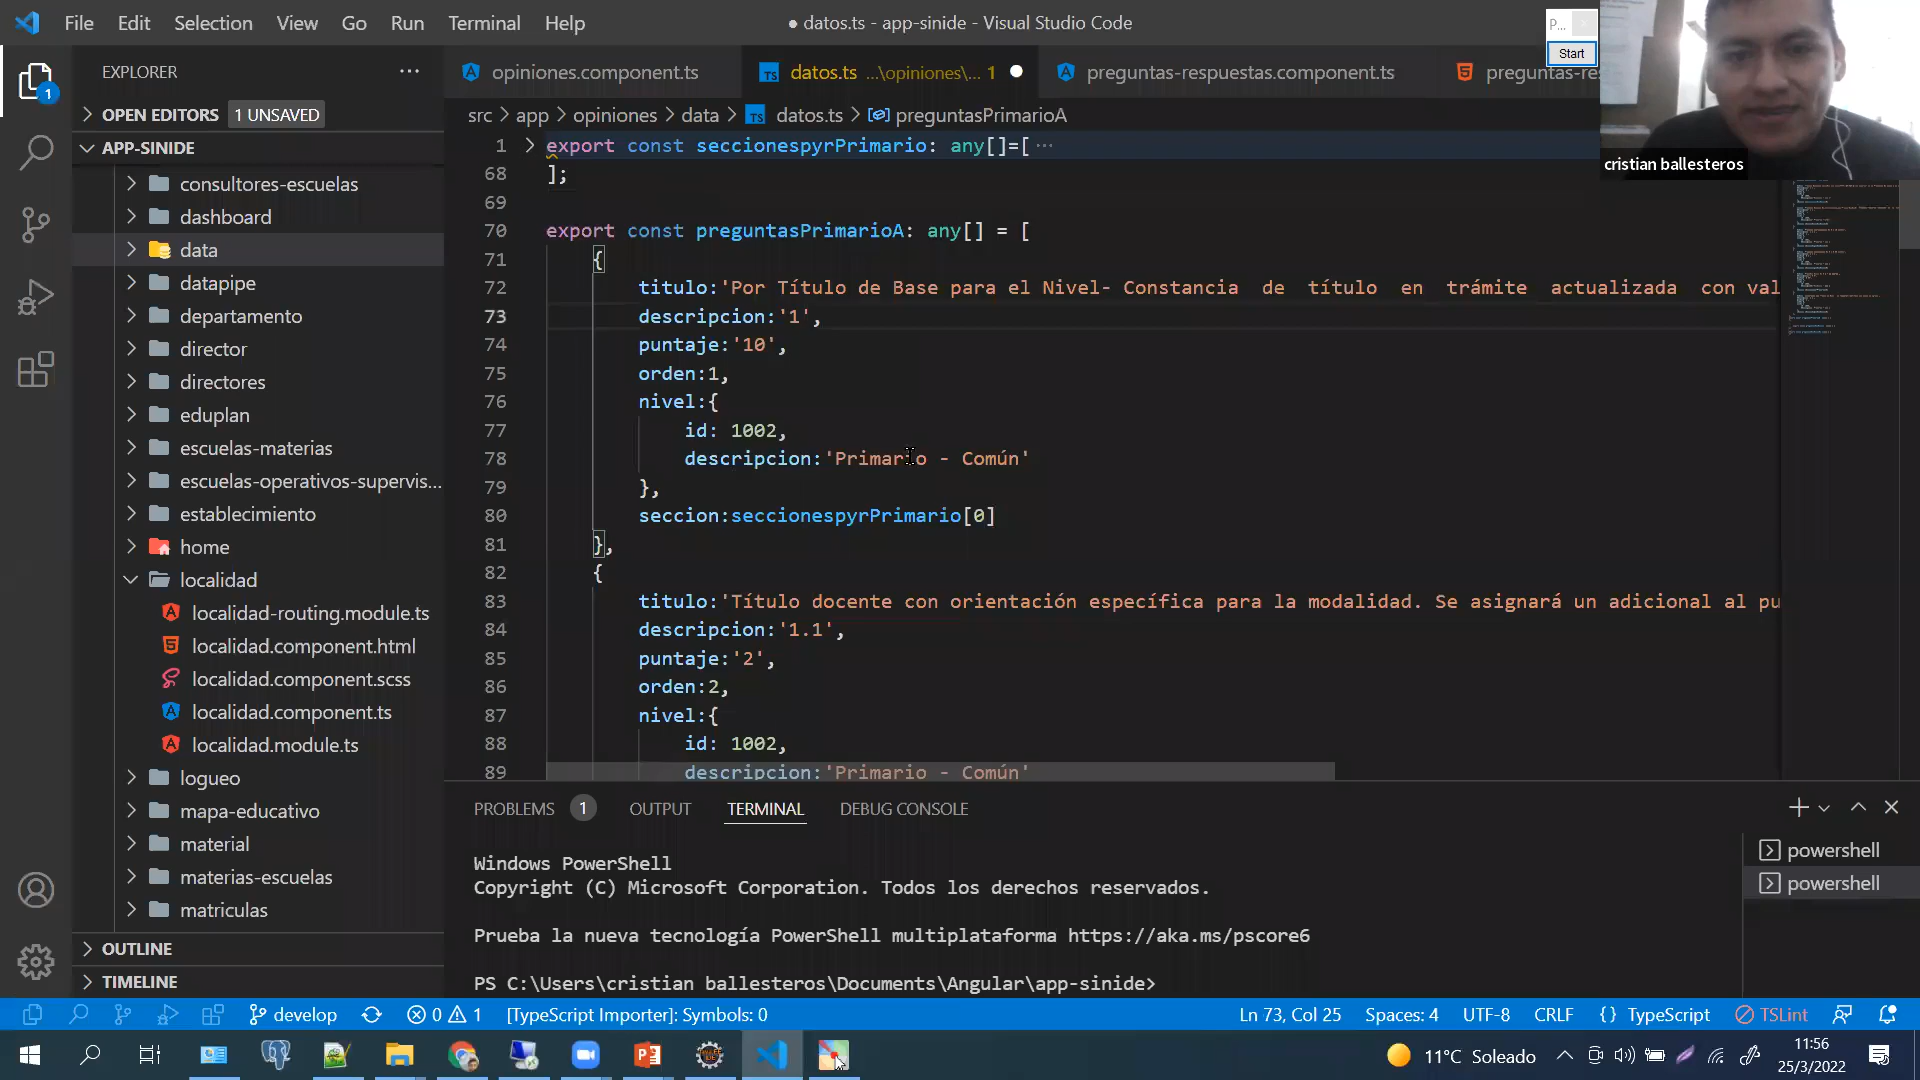 File Edit Selection View Go Run Terminal Help
● datos.ts - app-sinide - Visual Studio Code
P...
Start
cristian ballesteros
EXPLORER
OPEN EDITORS 1 UNSAVED
APP-SINIDE
consultores-escuelas
dashboard
data
datapipe
departamento
director
directores
eduplan
escuelas-materias
escuelas-operativos-supervis...
establecimiento
home
localidad
localidad-routing.module.ts
localidad.component.html
localidad.component.scss
localidad.component.ts
localidad.module.ts
logueo
mapa-educativo
material
materias-escuelas
matriculas
OUTLINE
TIMELINE
1
opiniones.component.ts
TS datos.ts ...\opiniones\... 1
preguntas-respuestas.component.ts
preguntas-res
src > app > opiniones > data > TS datos.ts > preguntasPrimarioA
1 export const seccionespyrPrimario: any[]=[ ···
68 ];
69
70 export const preguntasPrimarioA: any[] = [
71 {
72 titulo:'Por Título de Base para el Nivel- Constancia de título en trámite actualizada con val
73 descripcion:'1',
74 puntaje:'10',
75 orden:1,
76 nivel:{
77 id: 1002,
78 descripcion:'Primario - Común'
79 },
80 seccion:seccionespyrPrimario[0]
81 },
82 {
83 titulo:'Título docente con orientación específica para la modalidad. Se asignará un adicional al pu
84 descripcion:'1.1',
85 puntaje:'2',
86 orden:2,
87 nivel:{
88 id: 1002,
89 descripcion:'Primario - Común'
PROBLEMS 1 OUTPUT TERMINAL DEBUG CONSOLE
Windows PowerShell
Copyright (C) Microsoft Corporation. Todos los derechos reservados.
Prueba la nueva tecnología PowerShell multiplataforma https://aka.ms/pscore6
PS C:\Users\cristian ballesteros\Documents\Angular\app-sinide>
powershell
powershell
develop 0 1 [TypeScript Importer]: Symbols: 0
Ln 73, Col 25 Spaces: 4 UTF-8 CRLF {} TypeScript TSLint
11°C Soleado
11:56
25/3/2022